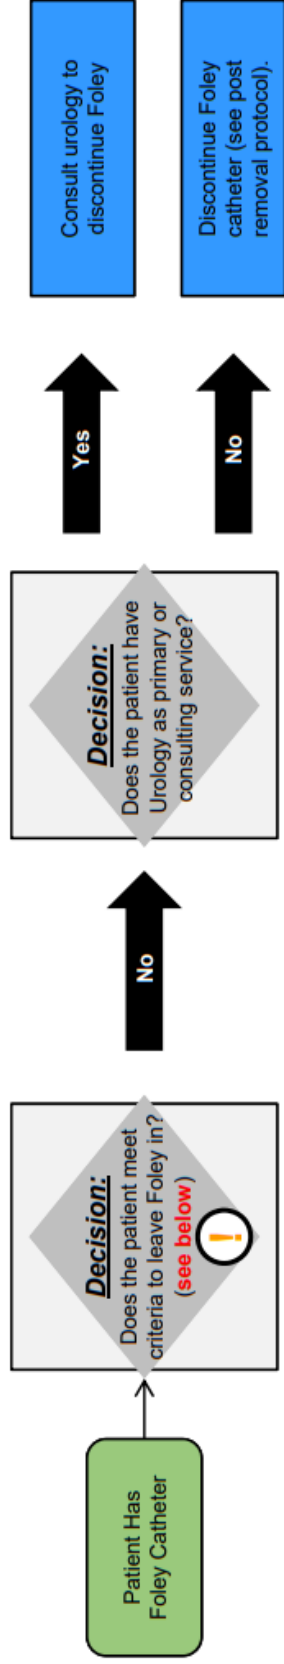 Patient Has
Foley Catheter
Decision:
Does the patient meet
criteria to leave Foley in?
(see below)
!
No
Decision:
Does the patient have
Urology as primary or
consulting service?
Yes
Consult urology to
discontinue Foley
No
Discontinue Foley
catheter (see post
removal protocol).